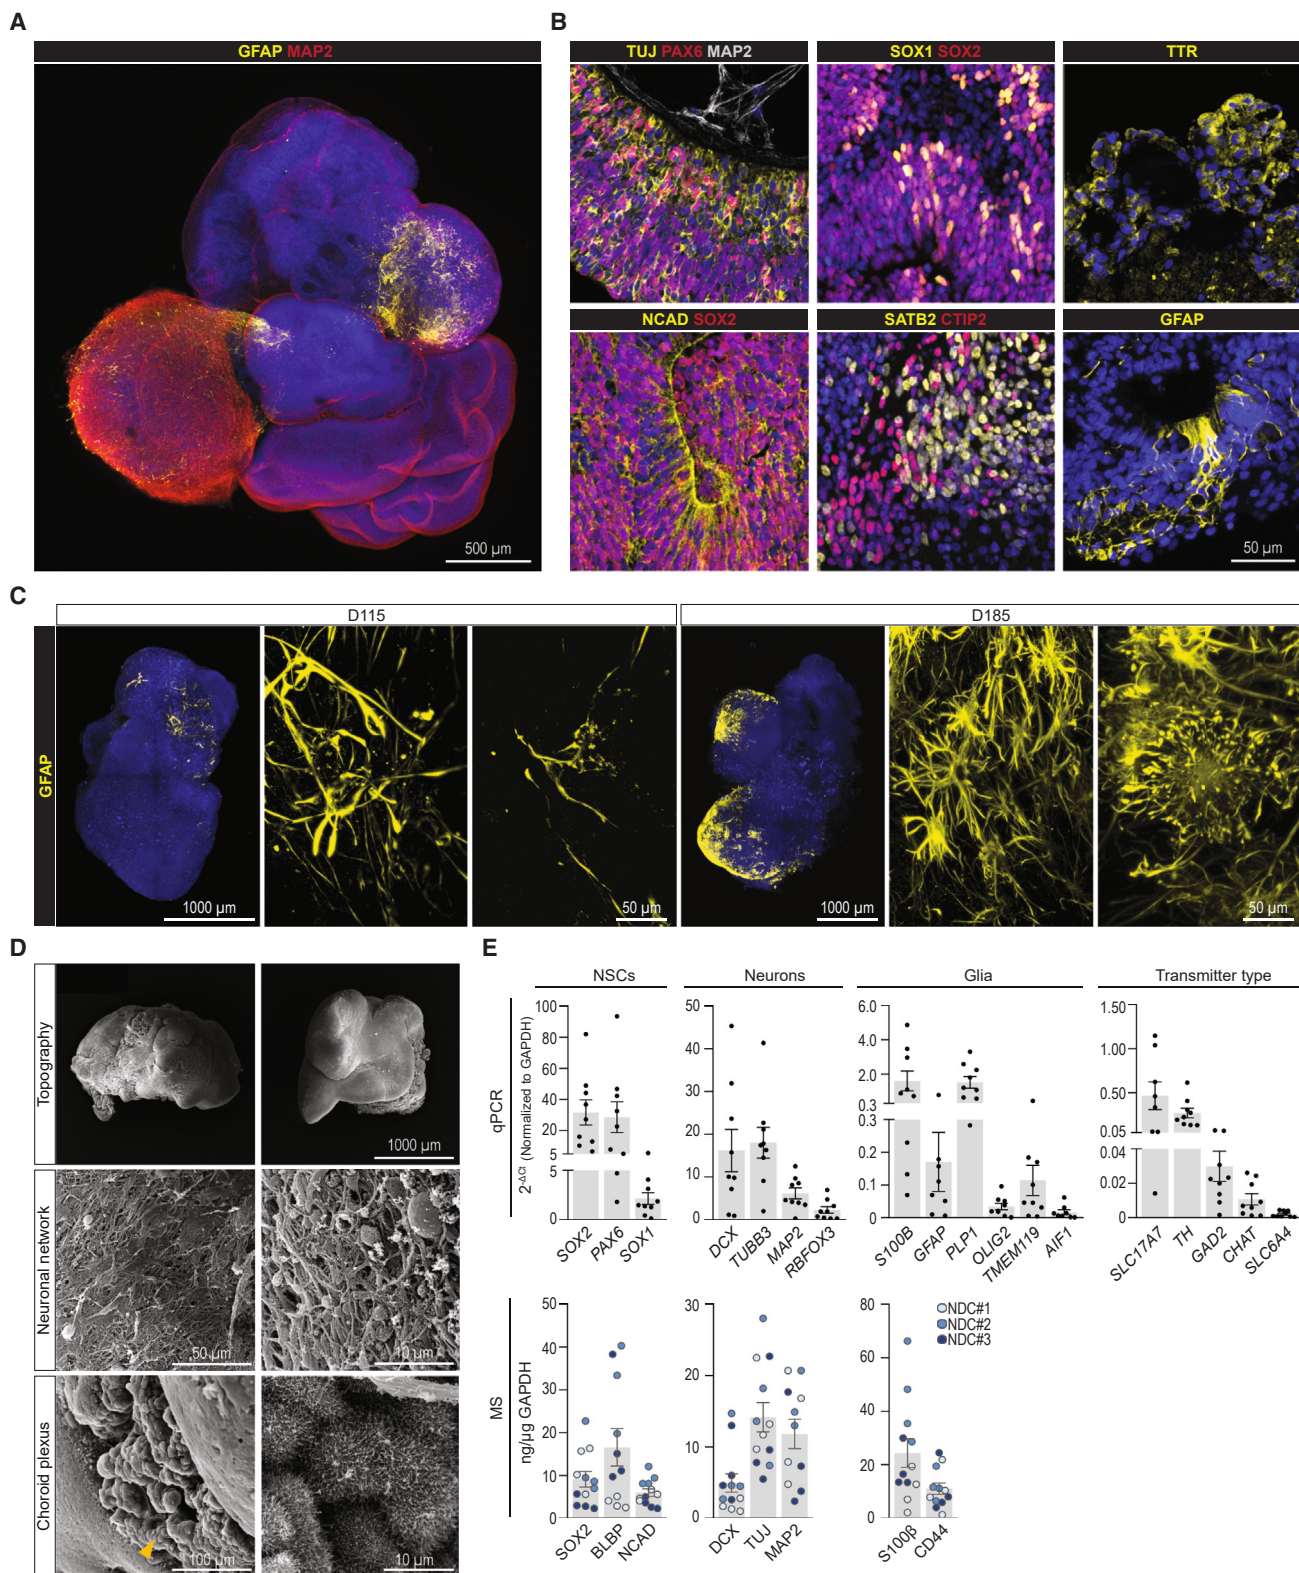 A
GFAP MAP2
500 µm
B
TUJ PAX6 MAP2
SOX1 SOX2
TTR
NCAD SOX2
SATB2 CTIP2
GFAP
50 µm
C
D115
D185
GFAP
1000 µm
50 µm
1000 µm
50 µm
D
Topography
1000 µm
Neuronal network
50 µm
10 µm
Choroid plexus
100 µm
10 µm
E
NSCs
Neurons
Glia
Transmitter type
qPCR
2-ΔCt (Normalized to GAPDH)
100
80
60
40
20
5
5
0
SOX2
PAX6
SOX1
50
40
30
20
10
0
DCX
TUBB3
MAP2
RBFOX3
6.0
4.0
2.0
0.3
0.3
0.2
0.1
0
S100B
GFAP
PLP1
OLIG2
TMEM119
AIF1
1.50
1.00
0.50
0.05
0.04
0.02
0
SLC17A7
TH
GAD2
CHAT
SLC6A4
MS
ng/µg GAPDH
50
40
30
20
10
0
SOX2
BLBP
NCAD
30
20
10
0
DCX
TUJ
MAP2
80
60
40
20
0
S100β
CD44
NDC#1
NDC#2
NDC#3